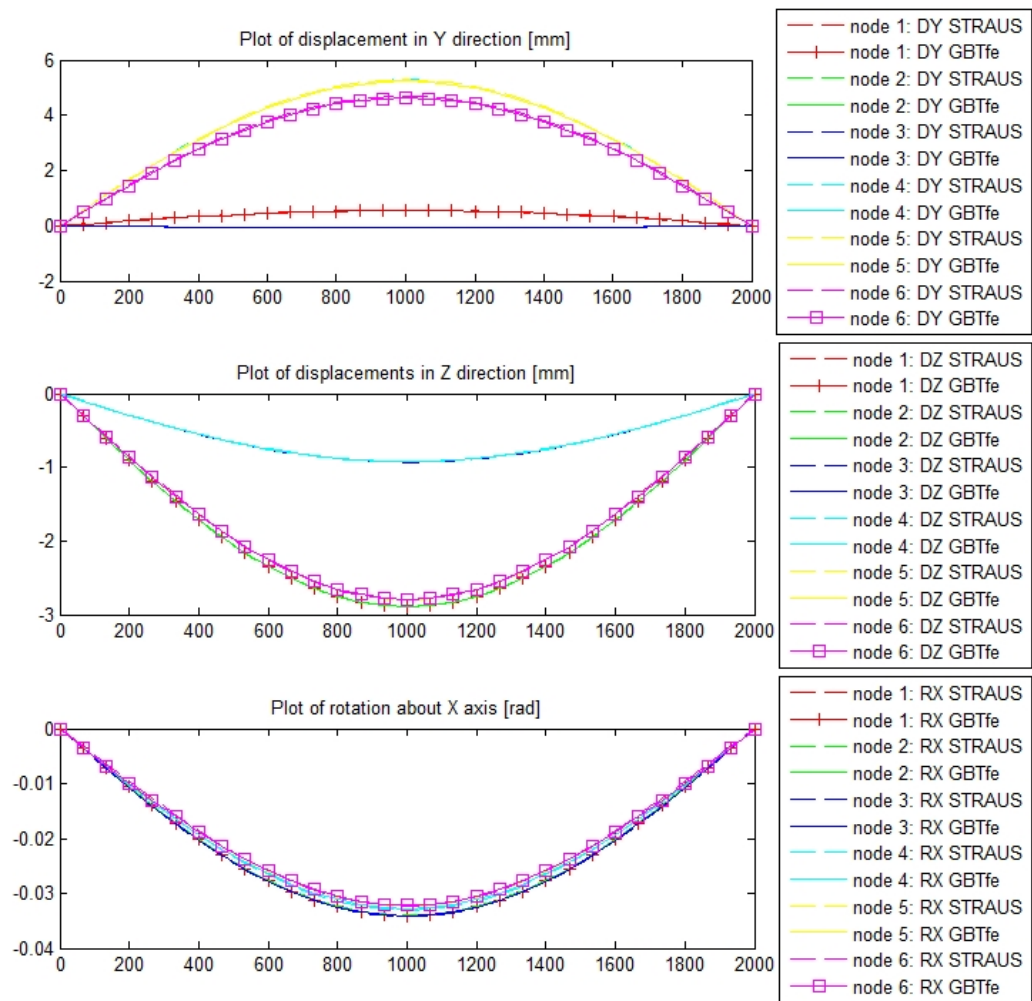 Plot of displacement in Y direction [mm]
6
4
2
0
-2
0 200 400 600 800 1000 1200 1400 1600 1800 2000
node 1: DY STRAUS
node 1: DY GBTfe
node 2: DY STRAUS
node 2: DY GBTfe
node 3: DY STRAUS
node 3: DY GBTfe
node 4: DY STRAUS
node 4: DY GBTfe
node 5: DY STRAUS
node 5: DY GBTfe
node 6: DY STRAUS
node 6: DY GBTfe
Plot of displacements in Z direction [mm]
0
-1
-2
-3
0 200 400 600 800 1000 1200 1400 1600 1800 2000
node 1: DZ STRAUS
node 1: DZ GBTfe
node 2: DZ STRAUS
node 2: DZ GBTfe
node 3: DZ STRAUS
node 3: DZ GBTfe
node 4: DZ STRAUS
node 4: DZ GBTfe
node 5: DZ STRAUS
node 5: DZ GBTfe
node 6: DZ STRAUS
node 6: DZ GBTfe
Plot of rotation about X axis [rad]
0
-0.01
-0.02
-0.03
-0.04
0 200 400 600 800 1000 1200 1400 1600 1800 2000
node 1: RX STRAUS
node 1: RX GBTfe
node 2: RX STRAUS
node 2: RX GBTfe
node 3: RX STRAUS
node 3: RX GBTfe
node 4: RX STRAUS
node 4: RX GBTfe
node 5: RX STRAUS
node 5: RX GBTfe
node 6: RX STRAUS
node 6: RX GBTfe